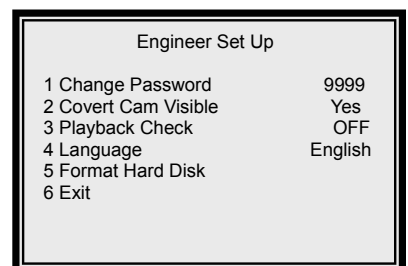 Engineer Set Up
1 Change Password 9999
2 Covert Cam Visible Yes
3 Playback Check OFF
4 Language English
5 Format Hard Disk
6 Exit